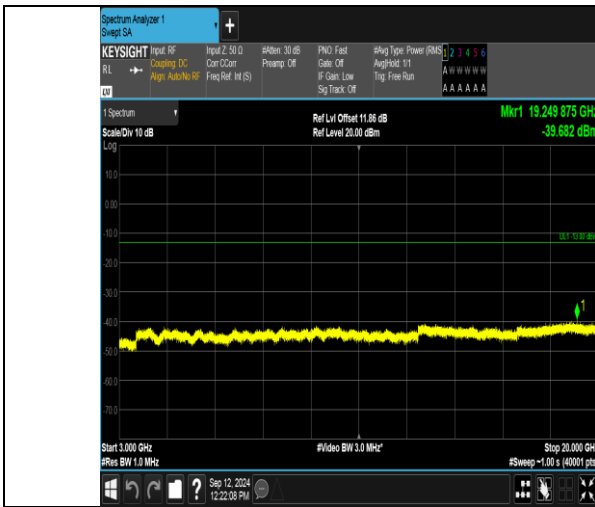 Spectrum Analyzer 1
Swept SA
+
KEYSIGHT Input: RF Input Z: 50 Ω #Atten: 30 dB PNO: Fast #Avg Type: Power (RMS 1 2 3 4 5 6
RL Coupling: DC Corr CCorr Preamp: Off Gate: Off Avg|Hold: 1/1 A W W W W W
Align: Auto/No RF Freq Ref: Int (S) IF Gain: Low Trig: Free Run
Sig Track: Off A A A A A A
LXI
1 Spectrum Ref Lvl Offset 11.86 dB Mkr1 19.249 875 GHz
Scale/Div 10 dB Ref Level 20.00 dBm -39.682 dBm
Log
10.0
0.00
-10.0
DL1 -13.00 dBm
-20.0
-30.0
1
-40.0
-50.0
-60.0
-70.0
Start 3.000 GHz #Video BW 3.0 MHz* Stop 20.000 GHz
#Res BW 1.0 MHz #Sweep ~1.00 s (40001 pts
? Sep 12, 2024
12:22:08 PM